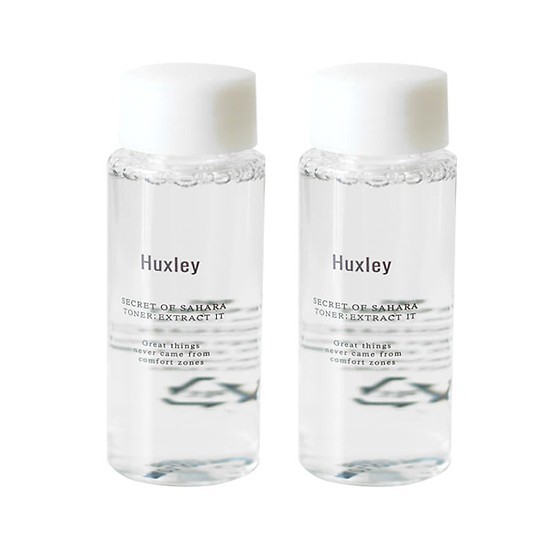 Huxley
SECRET OF SAHARA
TONER; EXTRACT IT
Great things
never came from
comfort zones
Huxley
SECRET OF SAHARA
TONER; EXTRACT IT
Great things
never came from
comfort zones